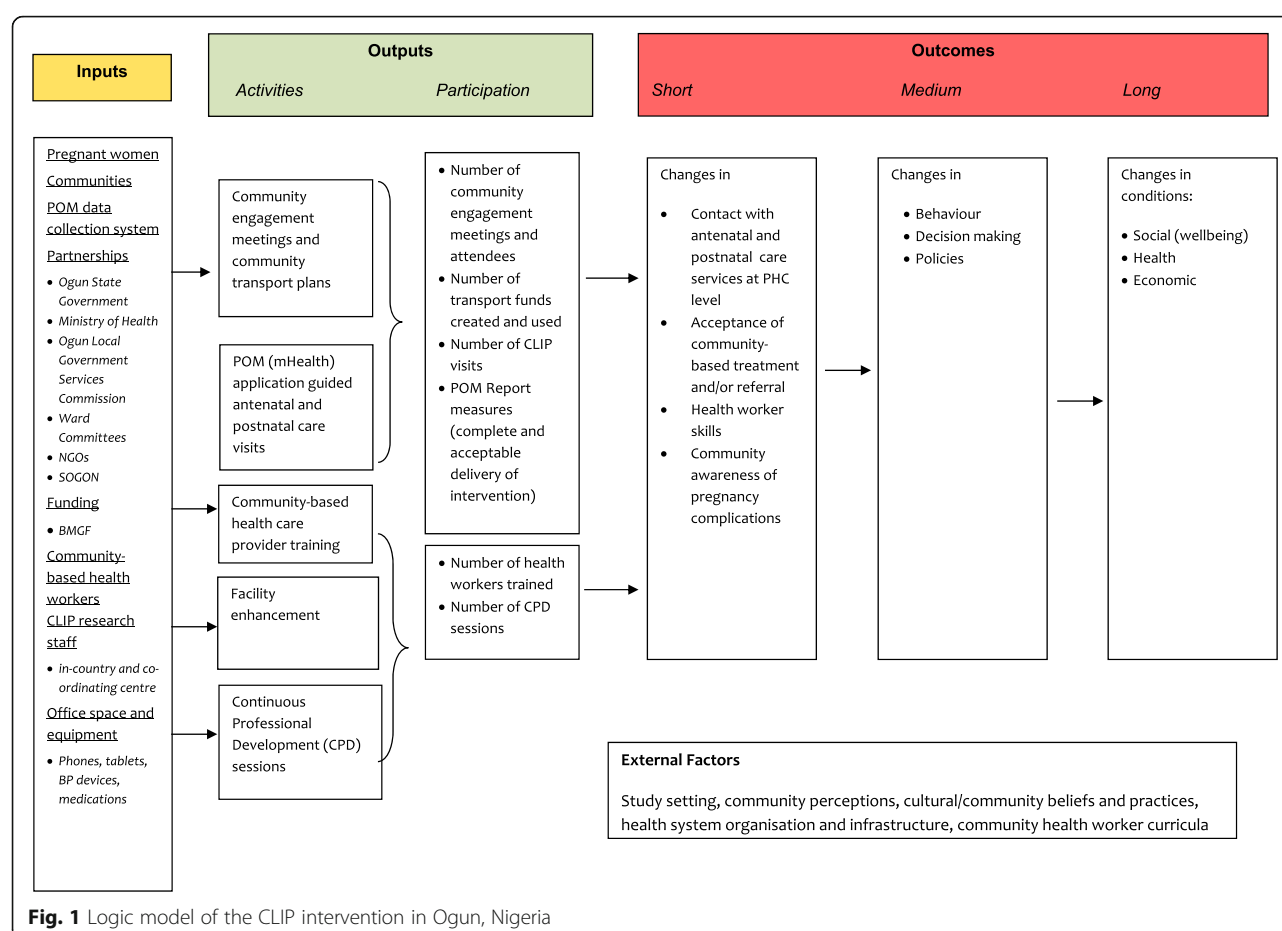 Inputs
Outputs
Activities
Participation
Outcomes
Short
Medium
Long
Pregnant women
Communities
POM data
collection system
Partnerships
• Ogun State
Government
• Ministry of Health
• Ogun Local
Government
Services
Commission
• Ward
Committees
• NGOs
• SOGON
Funding
• BMGF
Community-
based health
workers
CLIP research
staff
• in-country and co-
ordinating centre
Office space and
equipment
• Phones, tablets,
BP devices,
medications
Community
engagement
meetings and
community
transport plans
POM (mHealth)
application guided
antenatal and
postnatal care
visits
Community-based
health care
provider training
Facility
enhancement
Continuous
Professional
Development (CPD)
sessions
• Number of
community
engagement
meetings and
attendees
• Number of
transport funds
created and used
• Number of CLIP
visits
• POM Report
measures
(complete and
acceptable
delivery of
intervention)
• Number of health
workers trained
• Number of CPD
sessions
Changes in
• Contact with
antenatal and
postnatal care
services at PHC
level
• Acceptance of
community-
based treatment
and/or referral
• Health worker
skills
• Community
awareness of
pregnancy
complications
Changes in
• Behaviour
• Decision making
• Policies
Changes in
conditions:
• Social (wellbeing)
• Health
• Economic
External Factors
Study setting, community perceptions, cultural/community beliefs and practices,
health system organisation and infrastructure, community health worker curricula
Fig. 1 Logic model of the CLIP intervention in Ogun, Nigeria